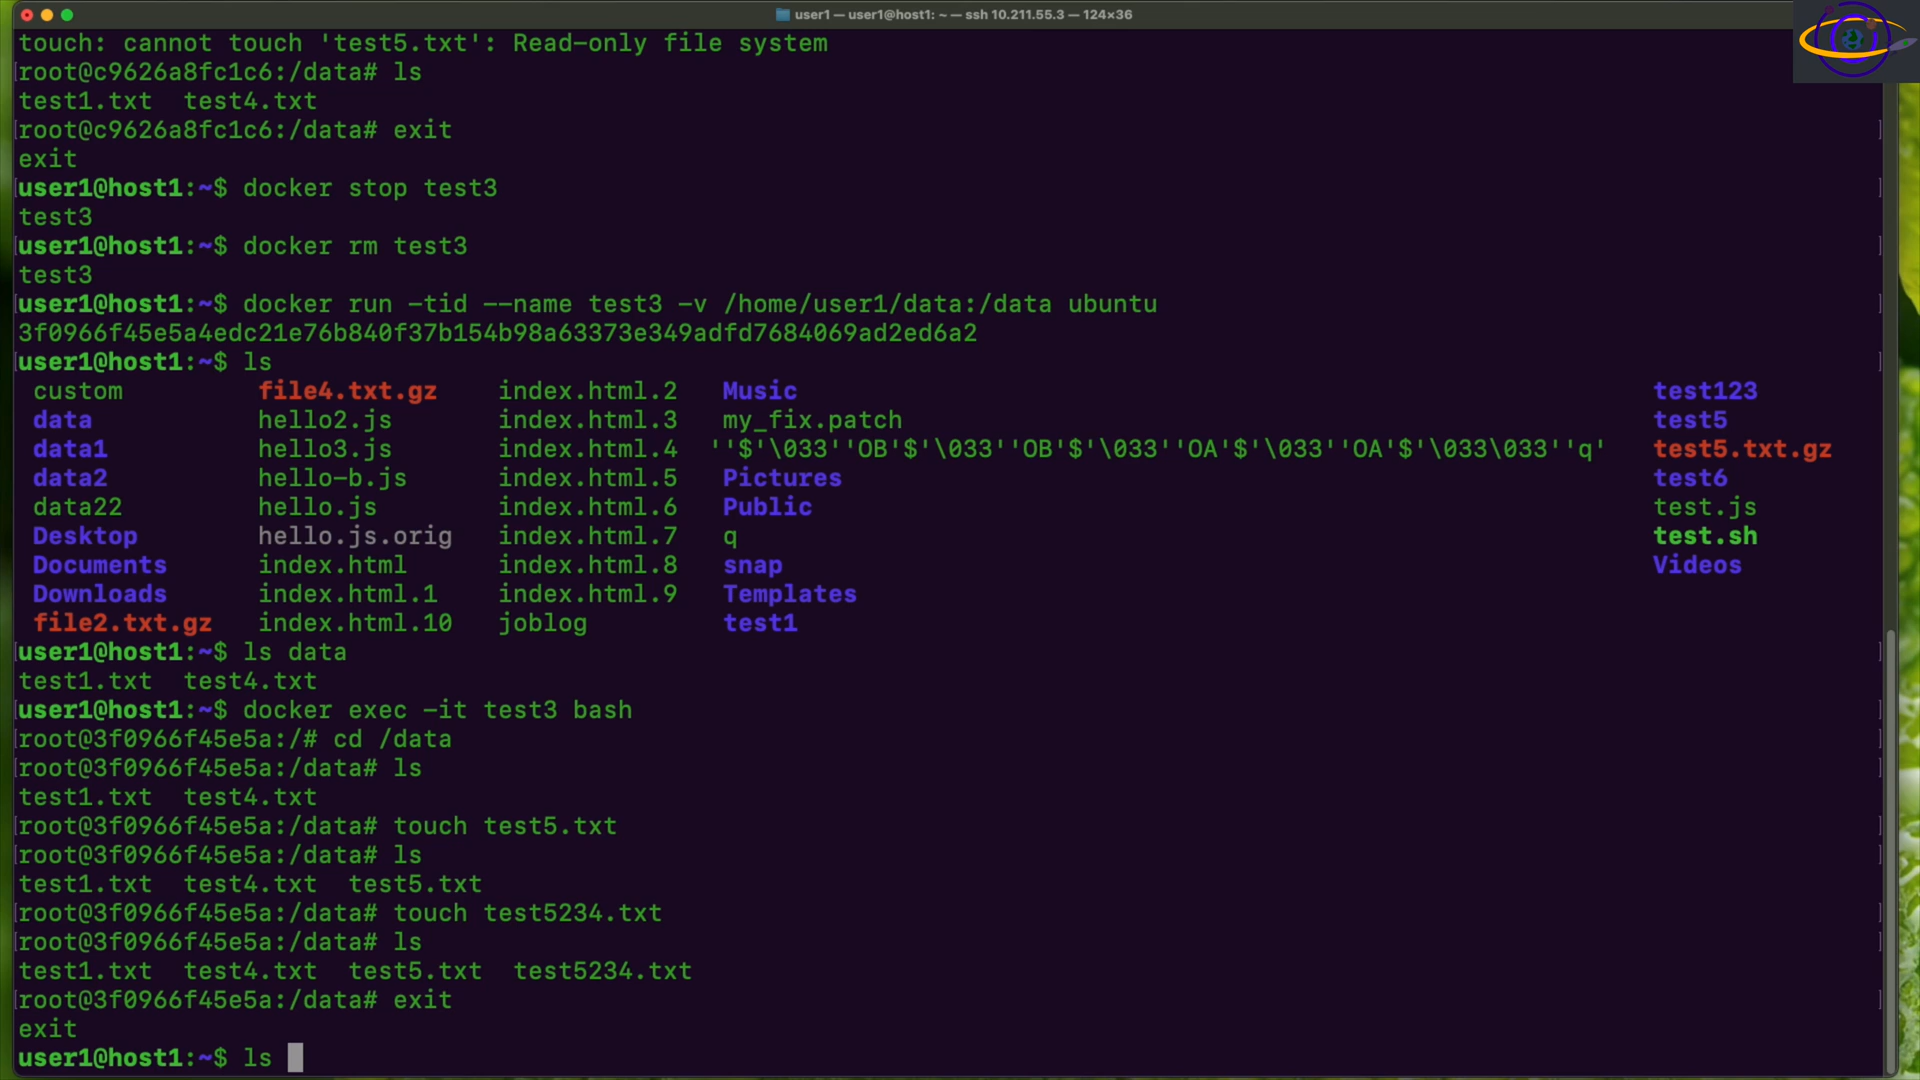 user1 — user1@host1: ~ — ssh 10.211.55.3 — 124×36
touch: cannot touch 'test5.txt': Read-only file system
[root@c9626a8fc1c6:/data# ls
test1.txt  test4.txt
[root@c9626a8fc1c6:/data# exit ]
exit
[user1@host1:~$ docker stop test3 ]
test3
[user1@host1:~$ docker rm test3 ]
test3
[user1@host1:~$ docker run -tid --name test3 -v /home/user1/data:/data ubuntu ]
3f0966f45e5a4edc21e76b840f37b154b98a63373e349adfd7684069ad2ed6a2
[user1@host1:~$ ls ]
custom file4.txt.gz index.html.2 Music test123
data hello2.js index.html.3 my_fix.patch test5
data1 hello3.js index.html.4 ''$'\033''OB'$'\033''OB'$'\033''OA'$'\033''OA'$'\033\033''q' test5.txt.gz
data2 hello-b.js index.html.5 Pictures test6
data22 hello.js index.html.6 Public test.js
Desktop hello.js.orig index.html.7 q test.sh
Documents index.html index.html.8 snap Videos
Downloads index.html.1 index.html.9 Templates
file2.txt.gz index.html.10 joblog test1
[user1@host1:~$ ls data ]
test1.txt  test4.txt
[user1@host1:~$ docker exec -it test3 bash ]
[root@3f0966f45e5a:/# cd /data ]
[root@3f0966f45e5a:/data# ls ]
test1.txt  test4.txt
[root@3f0966f45e5a:/data# touch test5.txt ]
[root@3f0966f45e5a:/data# ls ]
test1.txt  test4.txt  test5.txt
[root@3f0966f45e5a:/data# touch test5234.txt ]
[root@3f0966f45e5a:/data# ls ]
test1.txt  test4.txt  test5.txt  test5234.txt
[root@3f0966f45e5a:/data# exit ]
exit
user1@host1:~$ ls